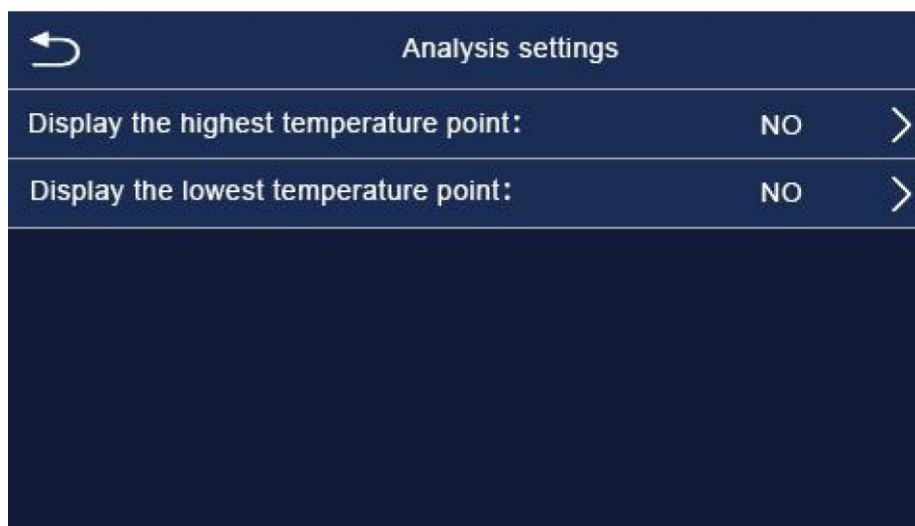 Analysis settings
Display the highest temperature point: NO
Display the lowest temperature point: NO